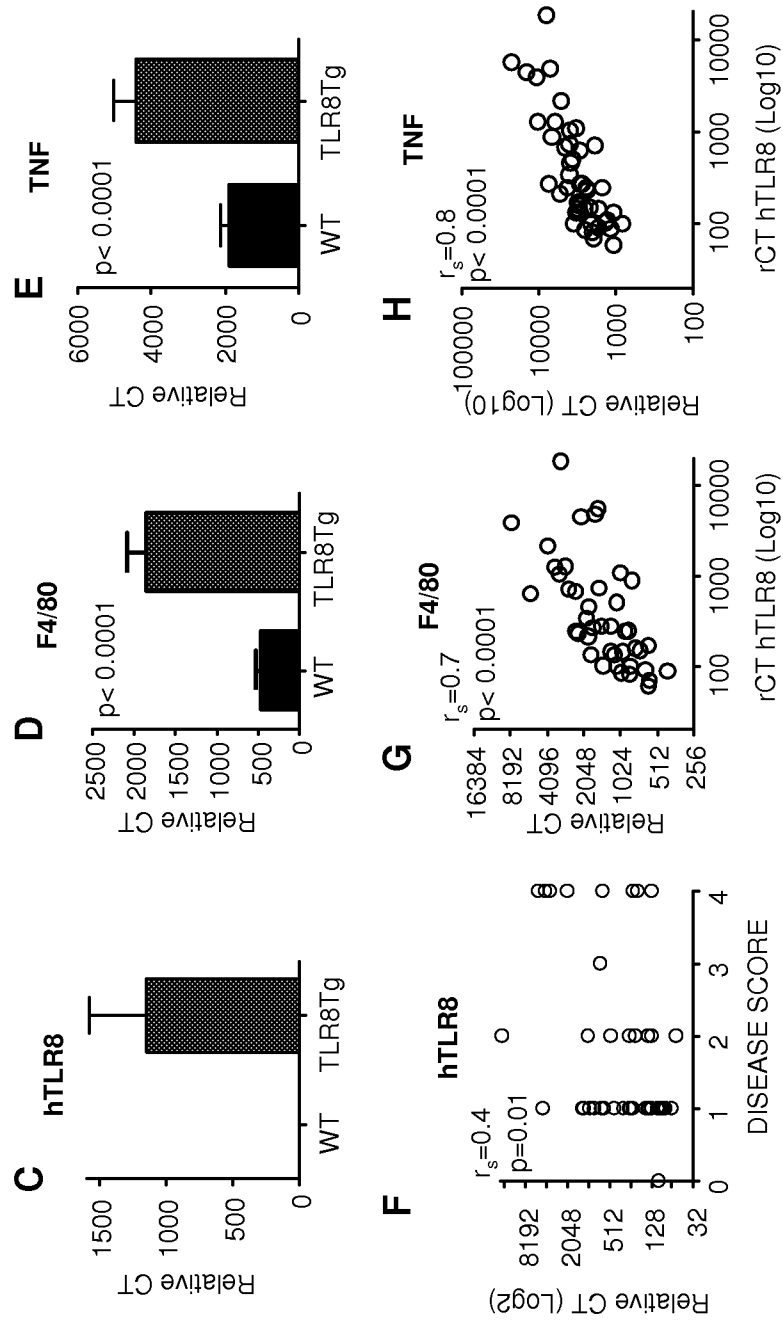 C
hTLR8
Relative CT
1500
1000
500
0
WT
TLR8Tg
D
F4/80
p< 0.0001
Relative CT
2500
2000
1500
1000
500
0
WT
TLR8Tg
E
TNF
p< 0.0001
Relative CT
6000
4000
2000
0
WT
TLR8Tg
F
hTLR8
rs=0.4
p=0.01
Relative CT (Log2)
8192
2048
512
128
32
0
1
2
3
4
DISEASE SCORE
G
F4/80
rs=0.7
p< 0.0001
Relative CT
16384
8192
4096
2048
1024
512
256
100
1000
10000
rCT hTLR8 (Log10)
H
TNF
rs=0.8
p< 0.0001
Relative CT (Log10)
100000
10000
1000
100
100
1000
10000
rCT hTLR8 (Log10)